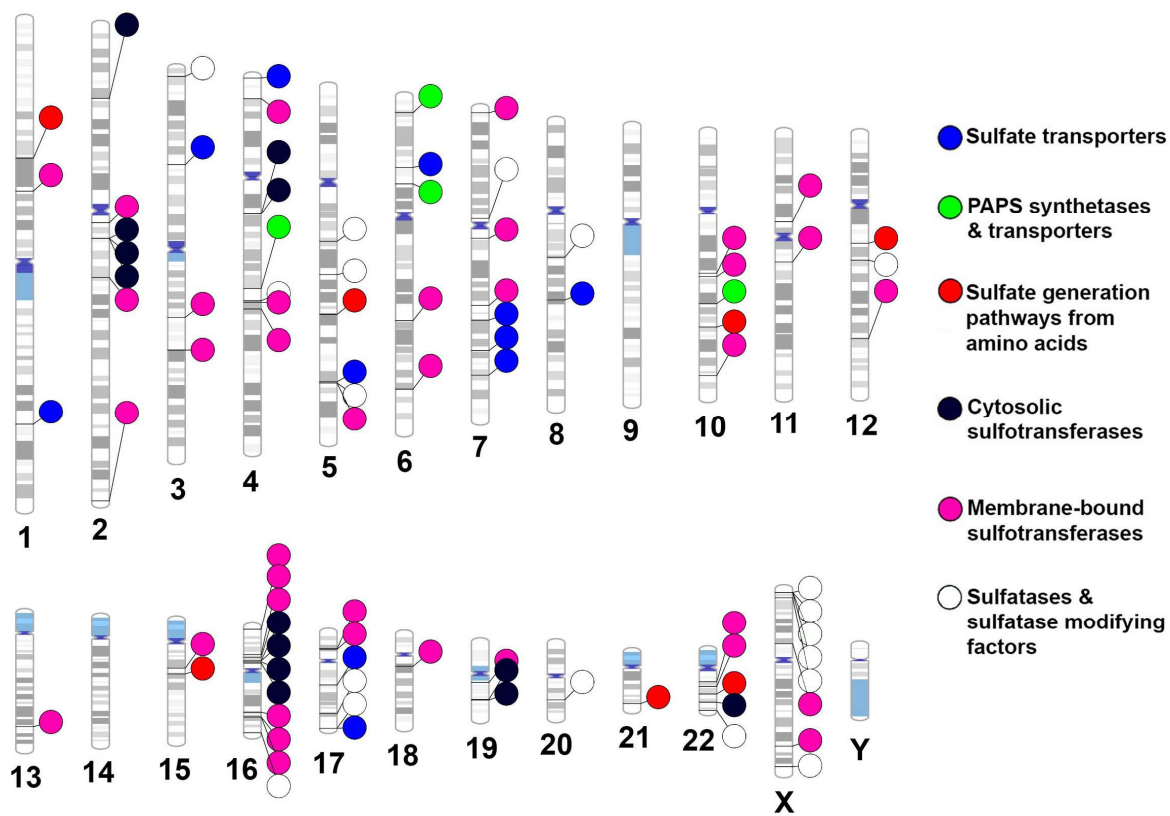 Sulfate transporters
PAPS synthetases
& transporters
Sulfate generation
pathways from
amino acids
Cytosolic
sulfotransferases
Membrane-bound
sulfotransferases
Sulfatases &
sulfatase modifying
factors
1
2
3
4
5
6
7
8
9
10
11
12
13
14
15
16
17
18
19
20
21
22
X
Y